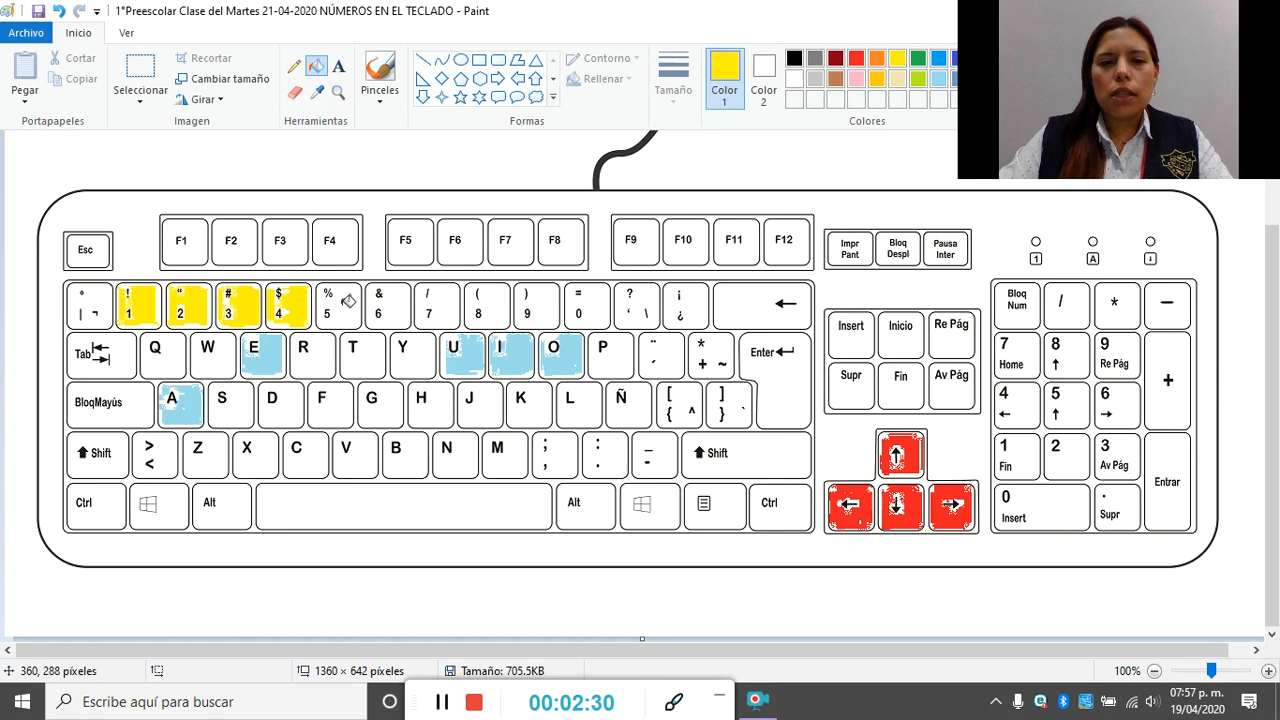 1°Preescolar Clase del Martes 21-04-2020 NÚMEROS EN EL TECLADO - Paint
Archivo Inicio Ver
Pegar
Cortar
Copiar
Portapapeles
Seleccionar
Recortar
Cambiar tamaño
Girar
Imagen
A
Herramientas
Pinceles
Contorno
Rellenar
Formas
Tamaño
Color 1
Color 2
Colores
Esc F1 F2 F3 F4 F5 F6 F7 F8 F9 F10 F11 F12
Impr Pant
Bloq Despl
Pausa Inter
1 A ↓
° | ¬ ! 1 “ 2 # 3 $ 4 % 5 & 6 / 7 ( 8 ) 9 = 0 ? ' \ ¡ ¿ ←
Tab Q W E R T Y U I O P ¨ ´ * + ~ Enter
BloqMayús A S D F G H J K L Ñ [ { ^ ] } `
Shift > < Z X C V B N M ; , : . _ - Shift
Ctrl Alt Alt Ctrl
Insert Inicio Re Pág
Supr Fin Av Pág
↑
← ↓ →
Bloq Num / * −
7 Home 8 ↑ 9 Re Pág +
4 ← 5 ↑ 6 →
1 Fin 2 3 Av Pág Entrar
0 Insert . Supr
360, 288 píxeles 1360 × 642 píxeles Tamaño: 705.5KB 100%
Escribe aquí para buscar
00:02:30
07:57 p. m.
19/04/2020